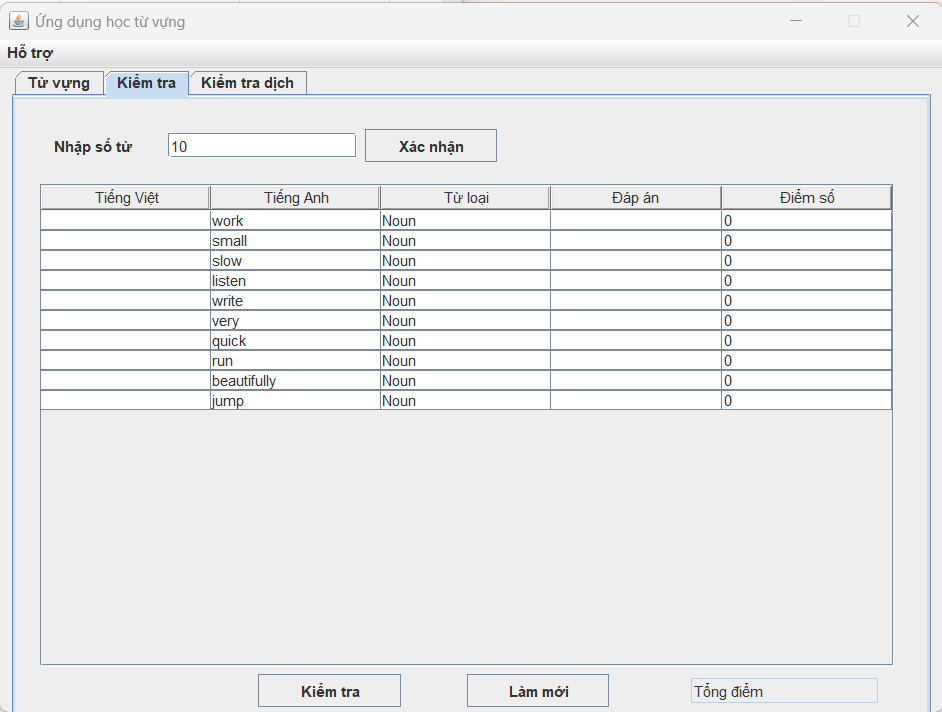 Ứng dụng học từ vựng
Hỗ trợ
Từ vựng Kiểm tra Kiểm tra dịch
Nhập số từ 10 Xác nhận
Tiếng Việt Tiếng Anh Từ loại Đáp án Điểm số
work Noun 0
small Noun 0
slow Noun 0
listen Noun 0
write Noun 0
very Noun 0
quick Noun 0
run Noun 0
beautifully Noun 0
jump Noun 0
Kiểm tra Làm mới Tổng điểm